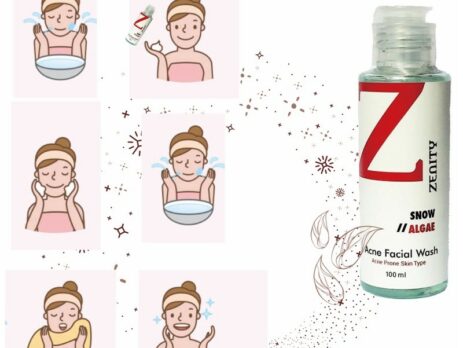 Z
ZENITY
SNOW
// ALGAE
Acne Facial Wash
Acne Prone Skin Type
100 ml